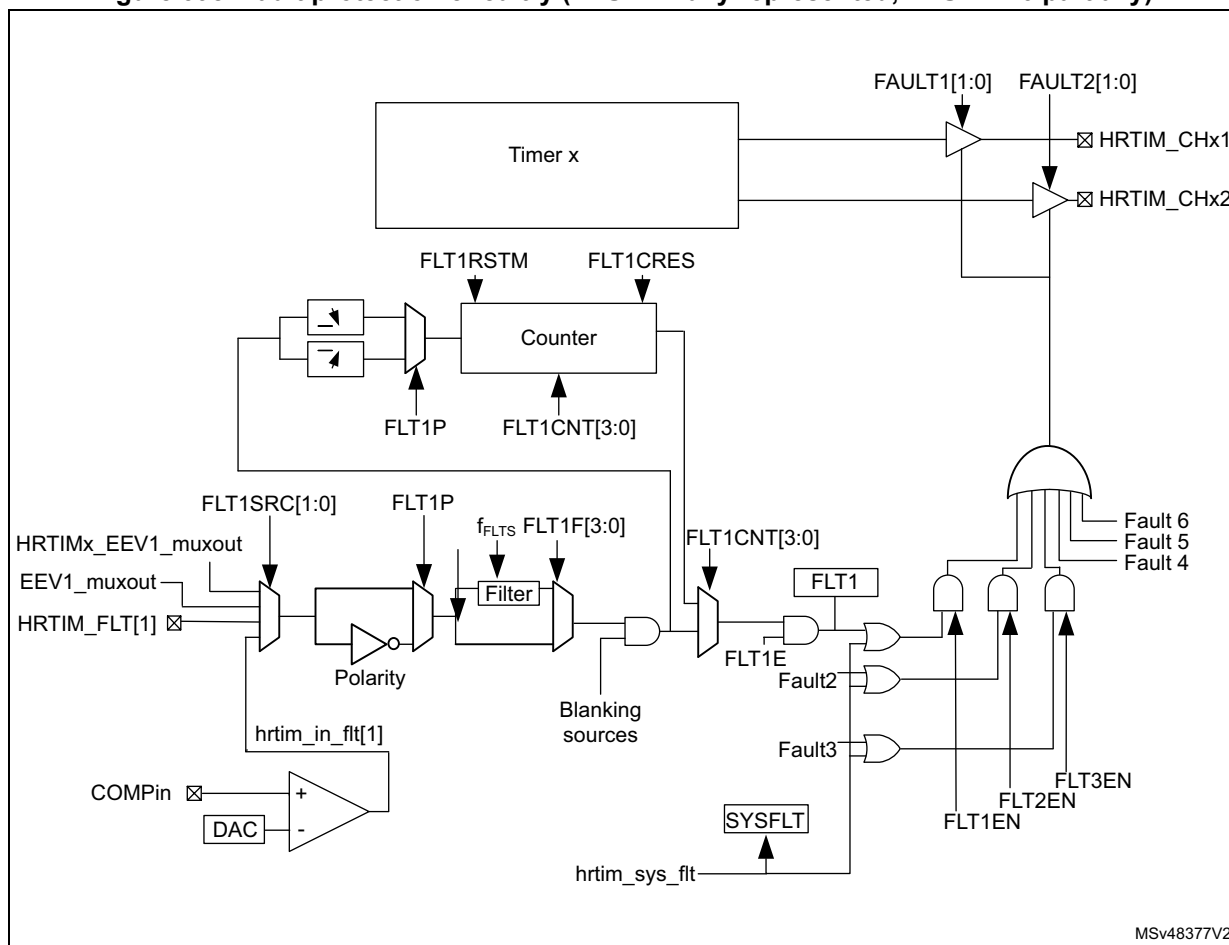 FAULT1[1:0] FAULT2[1:0]
Timer x
HRTIM_CHx1
HRTIM_CHx2
FLT1RSTM FLT1CRES
Counter
FLT1P FLT1CNT[3:0]
FLT1SRC[1:0] FLT1P
fFLTS FLT1F[3:0]
FLT1CNT[3:0]
HRTIMx_EEV1_muxout
EEV1_muxout
HRTIM_FLT[1]
Filter
Polarity
Blanking
sources
FLT1E
FLT1
Fault 6
Fault 5
Fault 4
Fault2
Fault3
hrtim_in_flt[1]
COMPin
+
-
DAC
SYSFLT
hrtim_sys_flt
FLT3EN
FLT2EN
FLT1EN
MSv48377V2